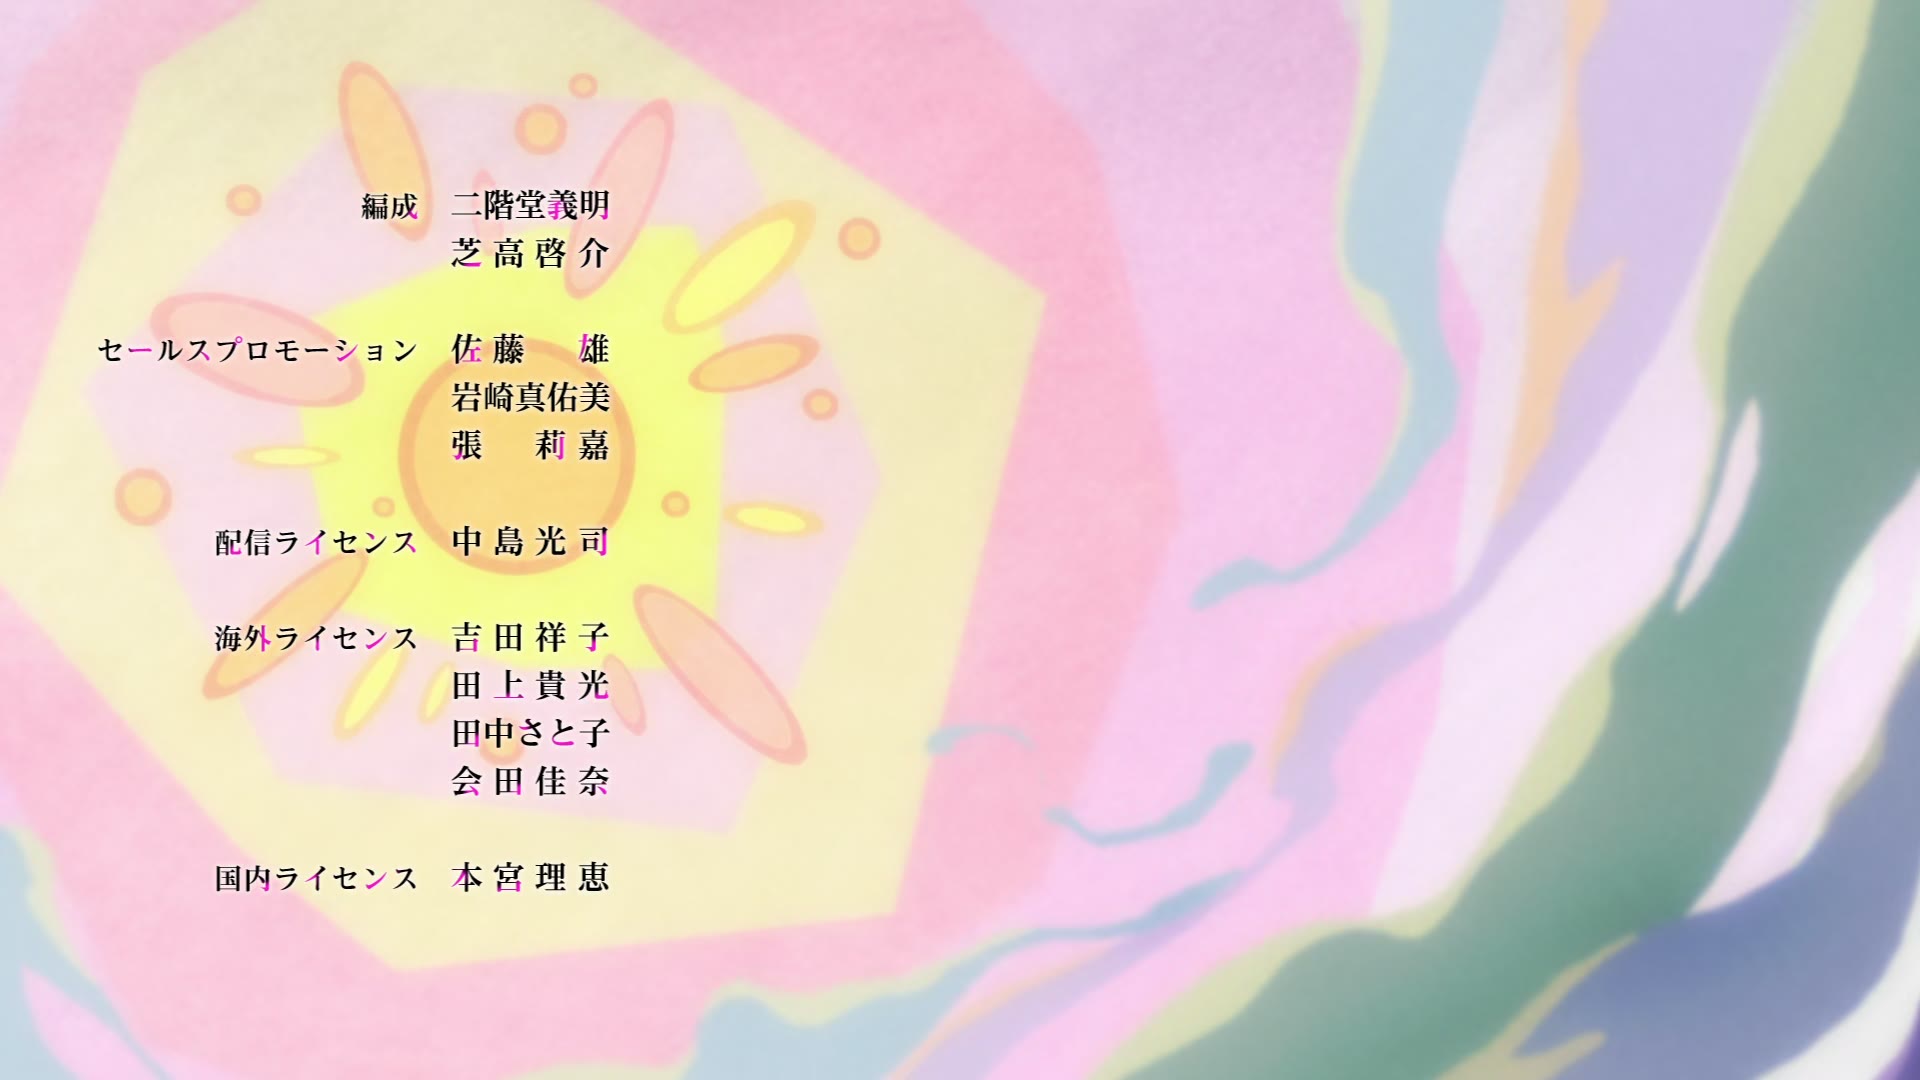 編成 二階堂義明
芝高啓介
セールスプロモーション 佐藤 雄
岩崎真佑美
張 莉嘉
配信ライセンス 中島光司
海外ライセンス 吉田祥子
田上貴光
田中さと子
会田佳奈
国内ライセンス 本宮理恵